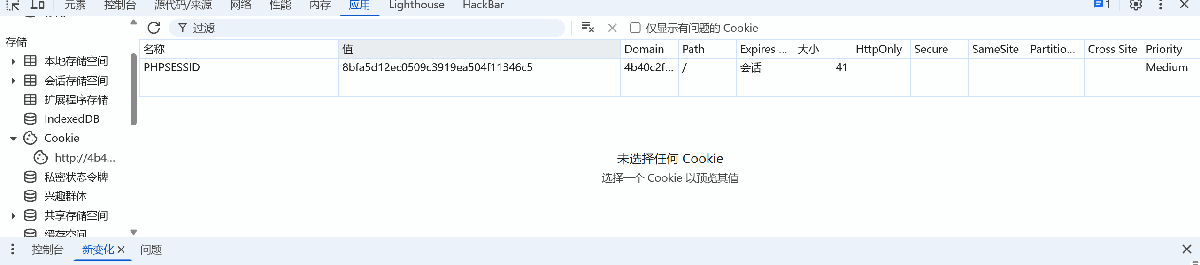 元素 控制台 源代码/来源 网络 性能 内存 应用 Lighthouse HackBar 1
过滤 仅显示有问题的 Cookie
存储
名称 值 Domain Path Expires ... 大小 HttpOnly Secure SameSite Partitio... Cross Site Priority
本地存储空间
PHPSESSID 8bfa5d12ec0509c3919ea504f11346c5 4b40c2f... / 会话 41 Medium
会话存储空间
扩展程序存储
IndexedDB
Cookie
http://4b4...
未选择任何 Cookie
选择一个 Cookie 以预览其值
私密状态令牌
兴趣群体
共享存储空间
缓存空间
控制台 新变化 × 问题